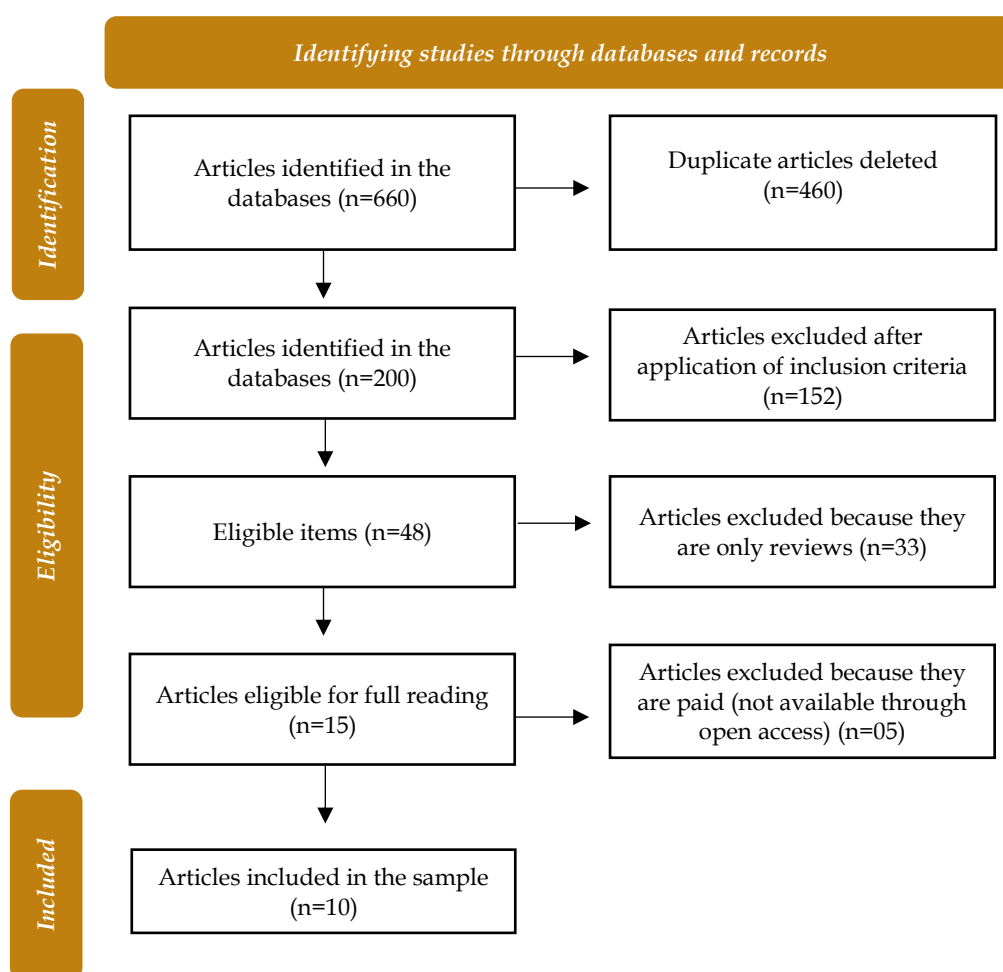 Identifying studies through databases and records
Identification
Articles identified in the
databases (n=660)
Duplicate articles deleted
(n=460)
Eligibility
Articles identified in the
databases (n=200)
Articles excluded after
application of inclusion criteria
(n=152)
Eligible items (n=48)
Articles excluded because they
are only reviews (n=33)
Articles eligible for full reading
(n=15)
Articles excluded because they
are paid (not available through
open access) (n=05)
Included
Articles included in the sample
(n=10)